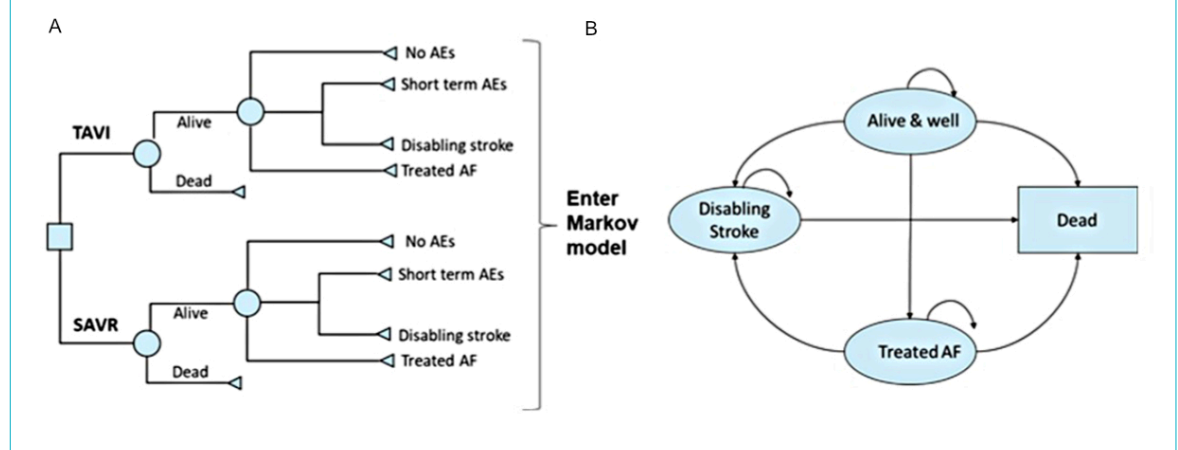 A
B
No AEs
Short term AEs
Alive
TAVI
Disabling stroke
Treated AF
Dead
No AEs
Short term AEs
Alive
SAVR
Disabling stroke
Treated AF
Dead
Enter
Markov
model
Alive & well
Disabling
Stroke
Dead
Treated AF